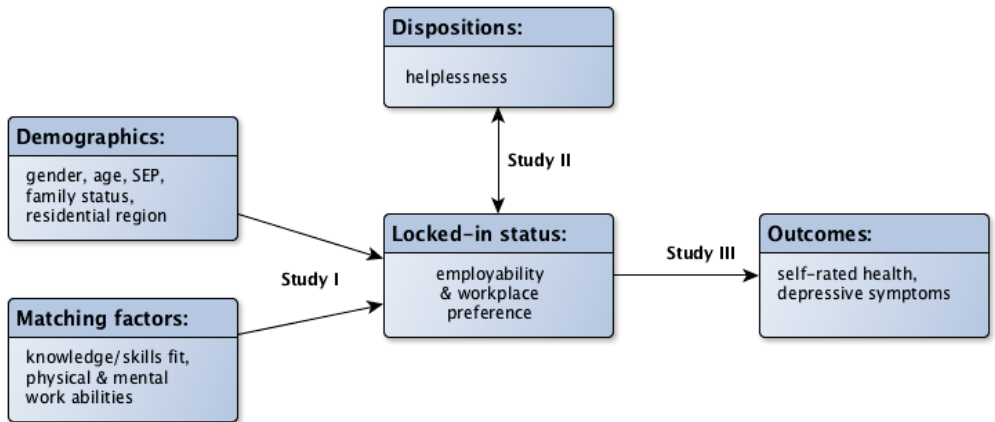 Dispositions:
helplessness
Demographics:
gender, age, SEP,
family status,
residential region
Study II
Locked-in status:
employability
& workplace
preference
Study III
Outcomes:
self-rated health,
depressive symptoms
Study I
Matching factors:
knowledge/skills fit,
physical & mental
work abilities